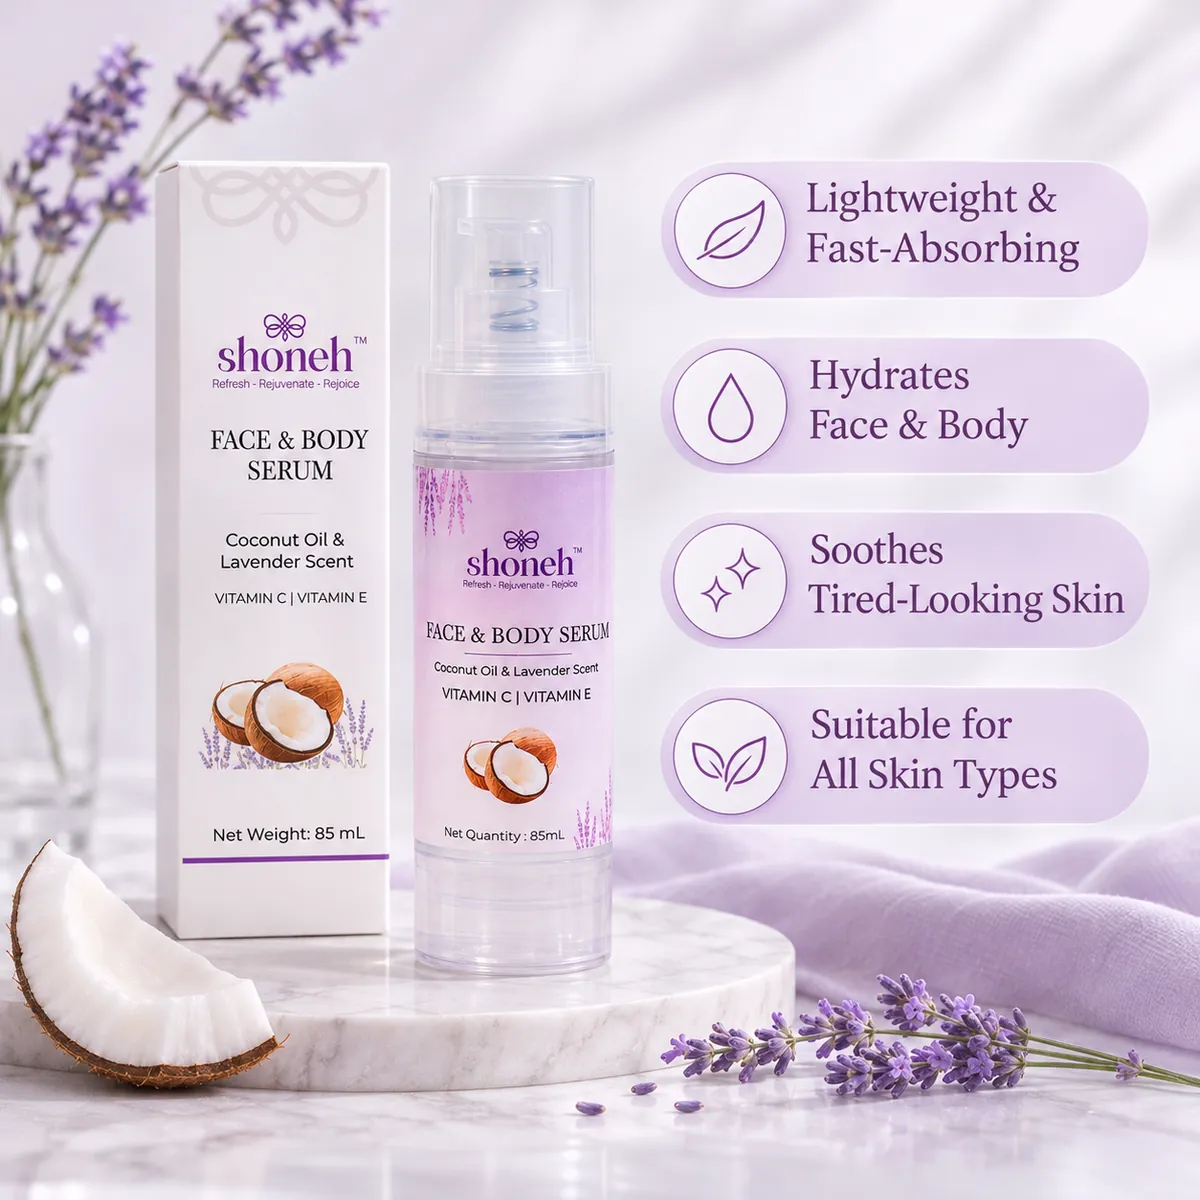 shoneh™
Refresh - Rejuvenate - Rejoice
FACE & BODY
SERUM
Coconut Oil &
Lavender Scent
VITAMIN C | VITAMIN E
Net Weight: 85 mL
shoneh™
Refresh - Rejuvenate - Rejoice
FACE & BODY SERUM
Coconut Oil & Lavender Scent
VITAMIN C | VITAMIN E
Net Quantity : 85mL
Lightweight &
Fast-Absorbing
Hydrates
Face & Body
Soothes
Tired-Looking Skin
Suitable for
All Skin Types